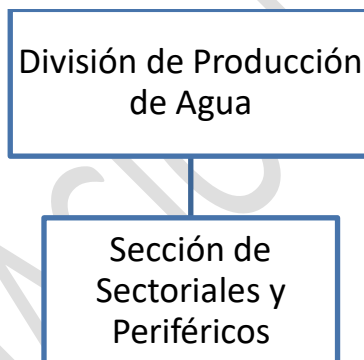 División de Producción
de Agua
Sección de
Sectoriales y
Periféricos